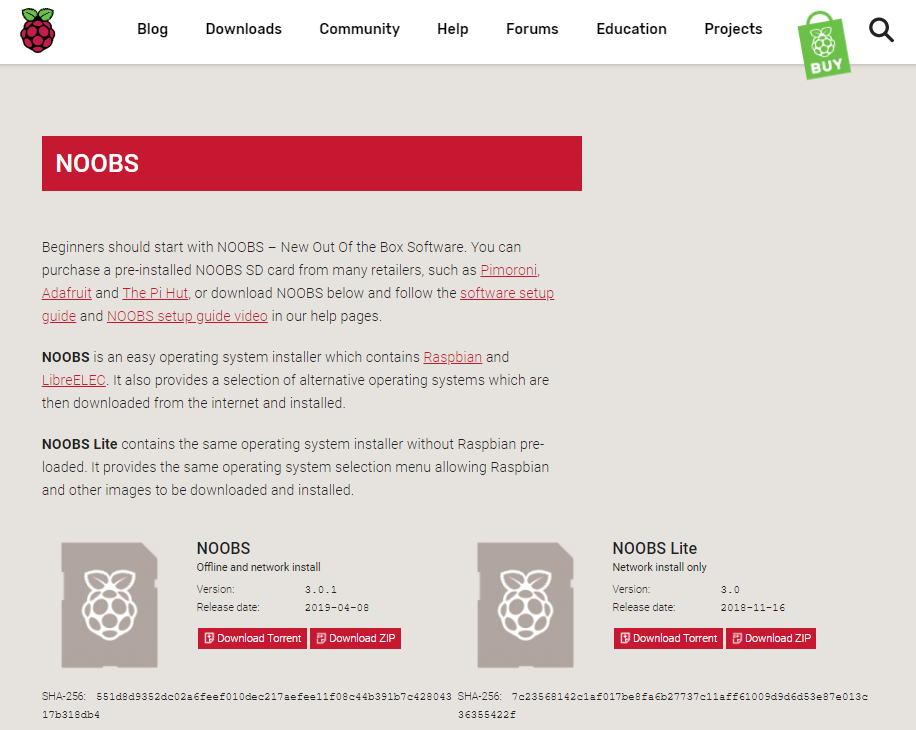 Blog Downloads Community Help Forums Education Projects
BUY
NOOBS
Beginners should start with NOOBS – New Out Of the Box Software. You can
purchase a pre-installed NOOBS SD card from many retailers, such as Pimoroni,
Adafruit and The Pi Hut, or download NOOBS below and follow the software setup
guide and NOOBS setup guide video in our help pages.
NOOBS is an easy operating system installer which contains Raspbian and
LibreELEC. It also provides a selection of alternative operating systems which are
then downloaded from the internet and installed.
NOOBS Lite contains the same operating system installer without Raspbian pre-
loaded. It provides the same operating system selection menu allowing Raspbian
and other images to be downloaded and installed.
NOOBS
Offline and network install
Version: 3.0.1
Release date: 2019-04-08
Download Torrent Download ZIP
SHA-256: 551d8d9352dc02a6feef010dec217aefee11f08c44b391b7c428043
17b318db4
NOOBS Lite
Network install only
Version: 3.0
Release date: 2018-11-16
Download Torrent Download ZIP
SHA-256: 7c23568142c1af017be8fa6b27737c11aff61009d9d6d53e87e013c
36355422f